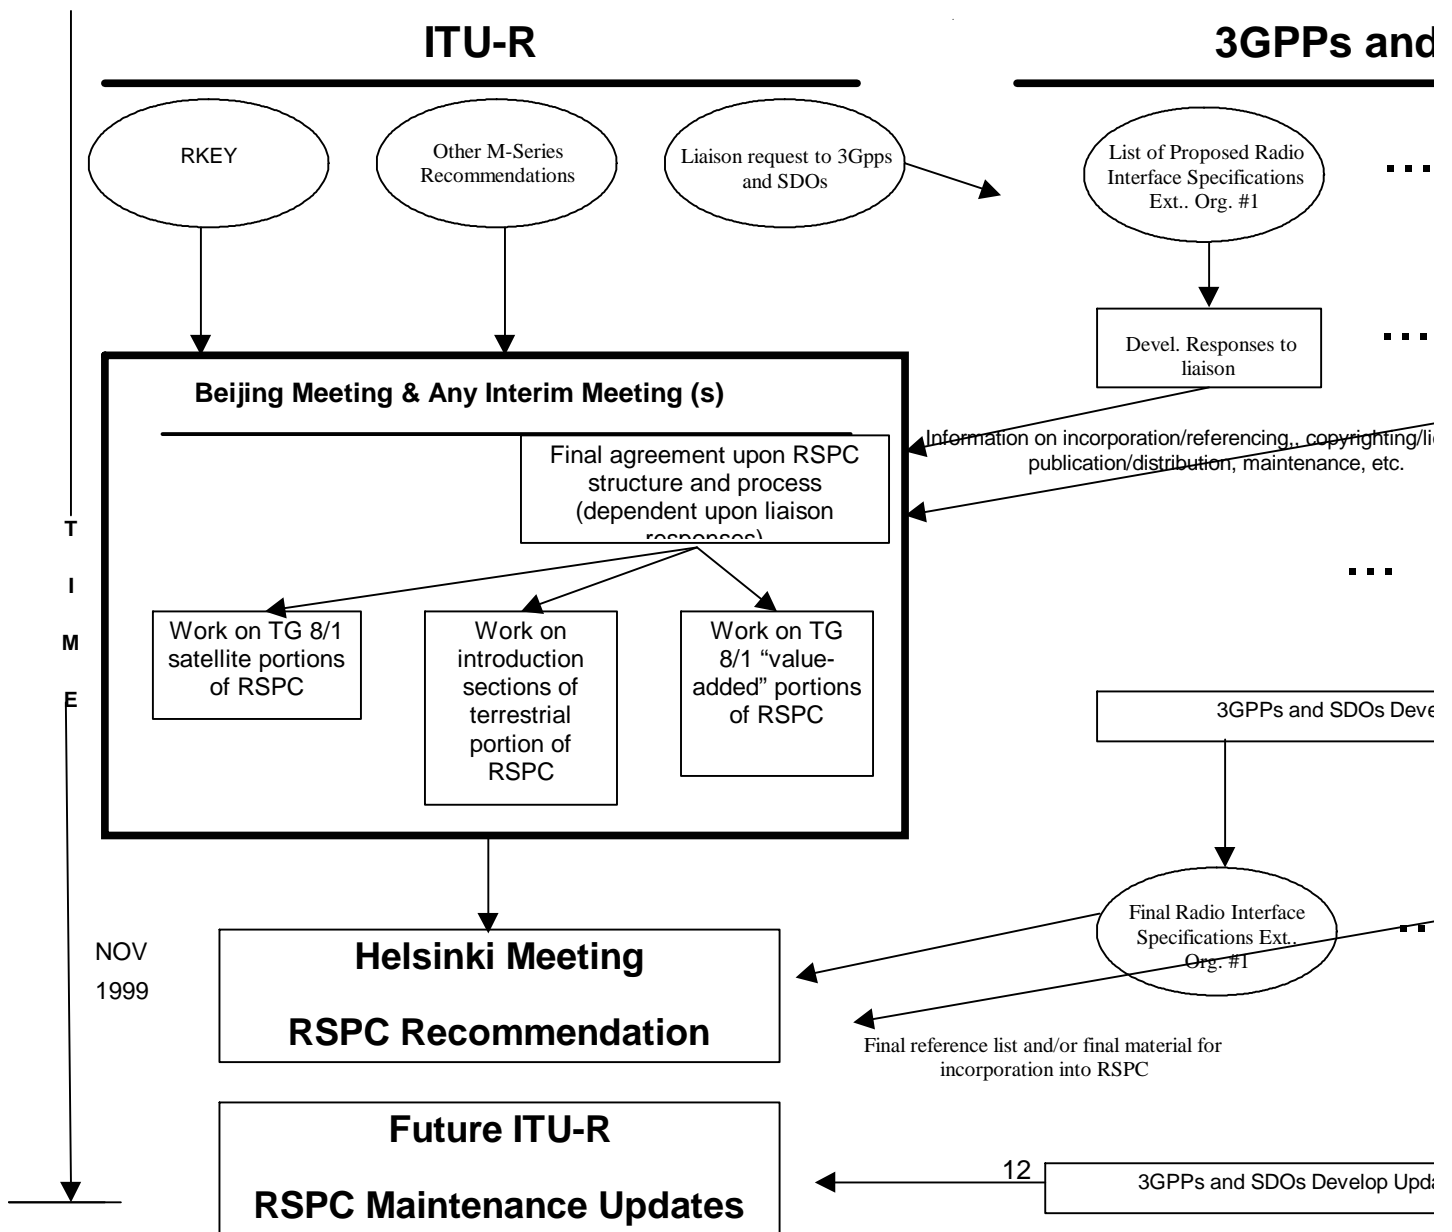 ITU-R
3GPPs and
RKEY
Other M-Series
Recommendations
Liaison request to 3Gpps
and SDOs
List of Proposed Radio
Interface Specifications
Ext.. Org. #1
Devel. Responses to
liaison
Beijing Meeting & Any Interim Meeting (s)
Information on incorporation/referencing,, copyrighting/
publication/distribution, maintenance, etc.
Final agreement upon RSPC
structure and process
(dependent upon liaison
responses)
T
I
M
E
Work on TG 8/1
satellite portions
of RSPC
Work on
introduction
sections of
terrestrial
portion of
RSPC
Work on TG
8/1 “value-
added” portions
of RSPC
3GPPs and SDOs
Final Radio Interface
Specifications Ext..
Org. #1
NOV
1999
Helsinki Meeting
RSPC Recommendation
Final reference list and/or final material for
incorporation into RSPC
Future ITU-R
RSPC Maintenance Updates
12
3GPPs and SDOs Develop